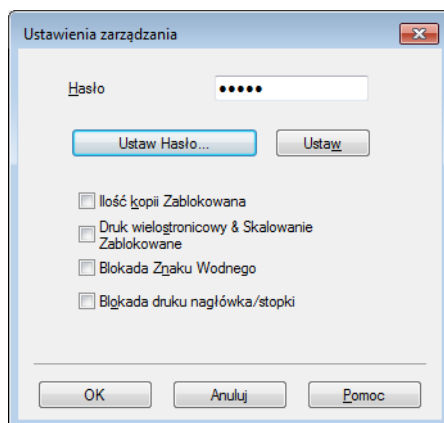 Ustawienia zarządzania
Hasło
●●●●●
Ustaw Hasło...
Ustaw
Ilość kopii Zablokowana
Druk wielostronicowy & Skalowanie
Zablokowane
Blokada Znaku Wodnego
Blokada druku nagłówka/stopki
OK
Anuluj
Pomoc